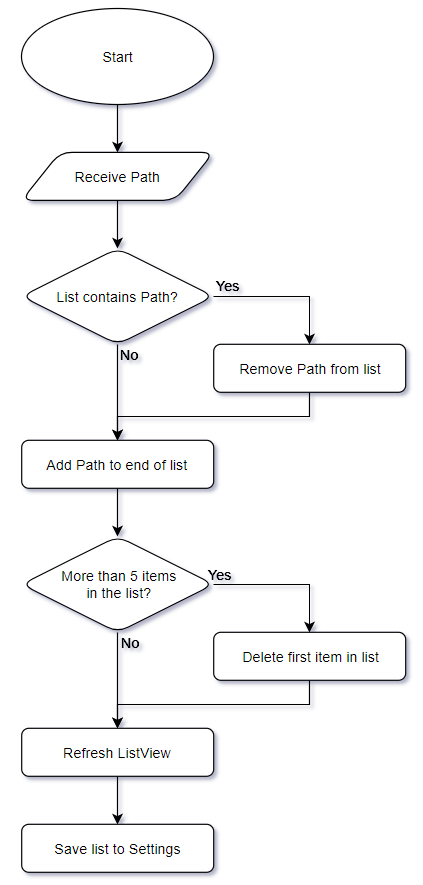 Start
Receive Path
List contains Path?
Yes
No
Remove Path from list
Add Path to end of list
More than 5 items
in the list?
Yes
No
Delete first item in list
Refresh ListView
Save list to Settings